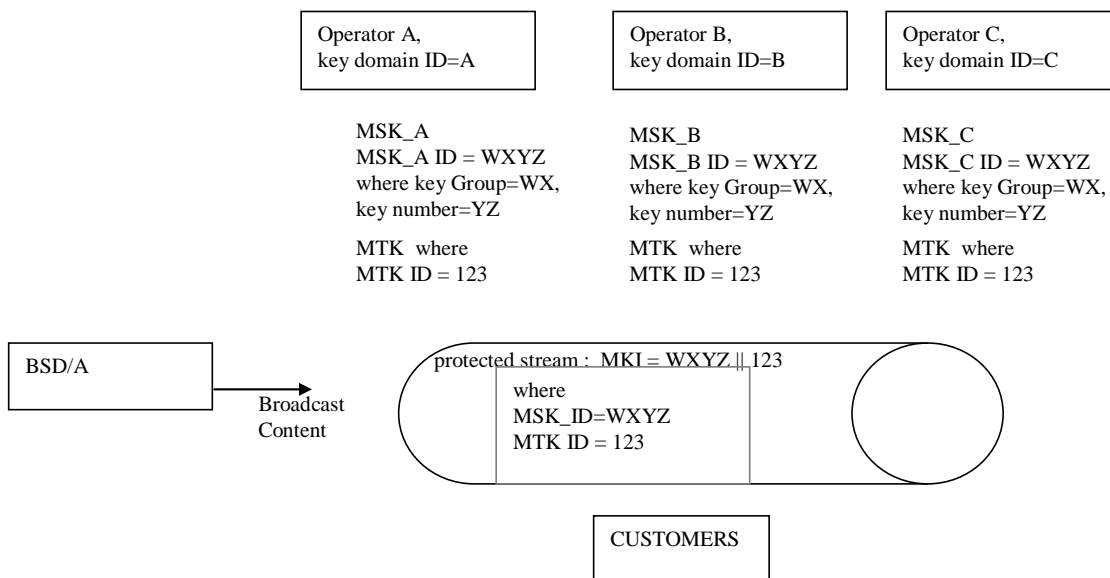 Operator A,
key domain ID=A
Operator B,
key domain ID=B
Operator C,
key domain ID=C
MSK_A
MSK_A ID = WXYZ
where key Group=WX,
key number=YZ
MTK where
MTK ID = 123
MSK_B
MSK_B ID = WXYZ
where key Group=WX,
key number=YZ
MTK where
MTK ID = 123
MSK_C
MSK_C ID = WXYZ
where key Group=WX,
key number=YZ
MTK where
MTK ID = 123
BSD/A
Broadcast
Content
protected stream : MKI = WXYZ || 123
where
MSK_ID=WXYZ
MTK ID = 123
CUSTOMERS